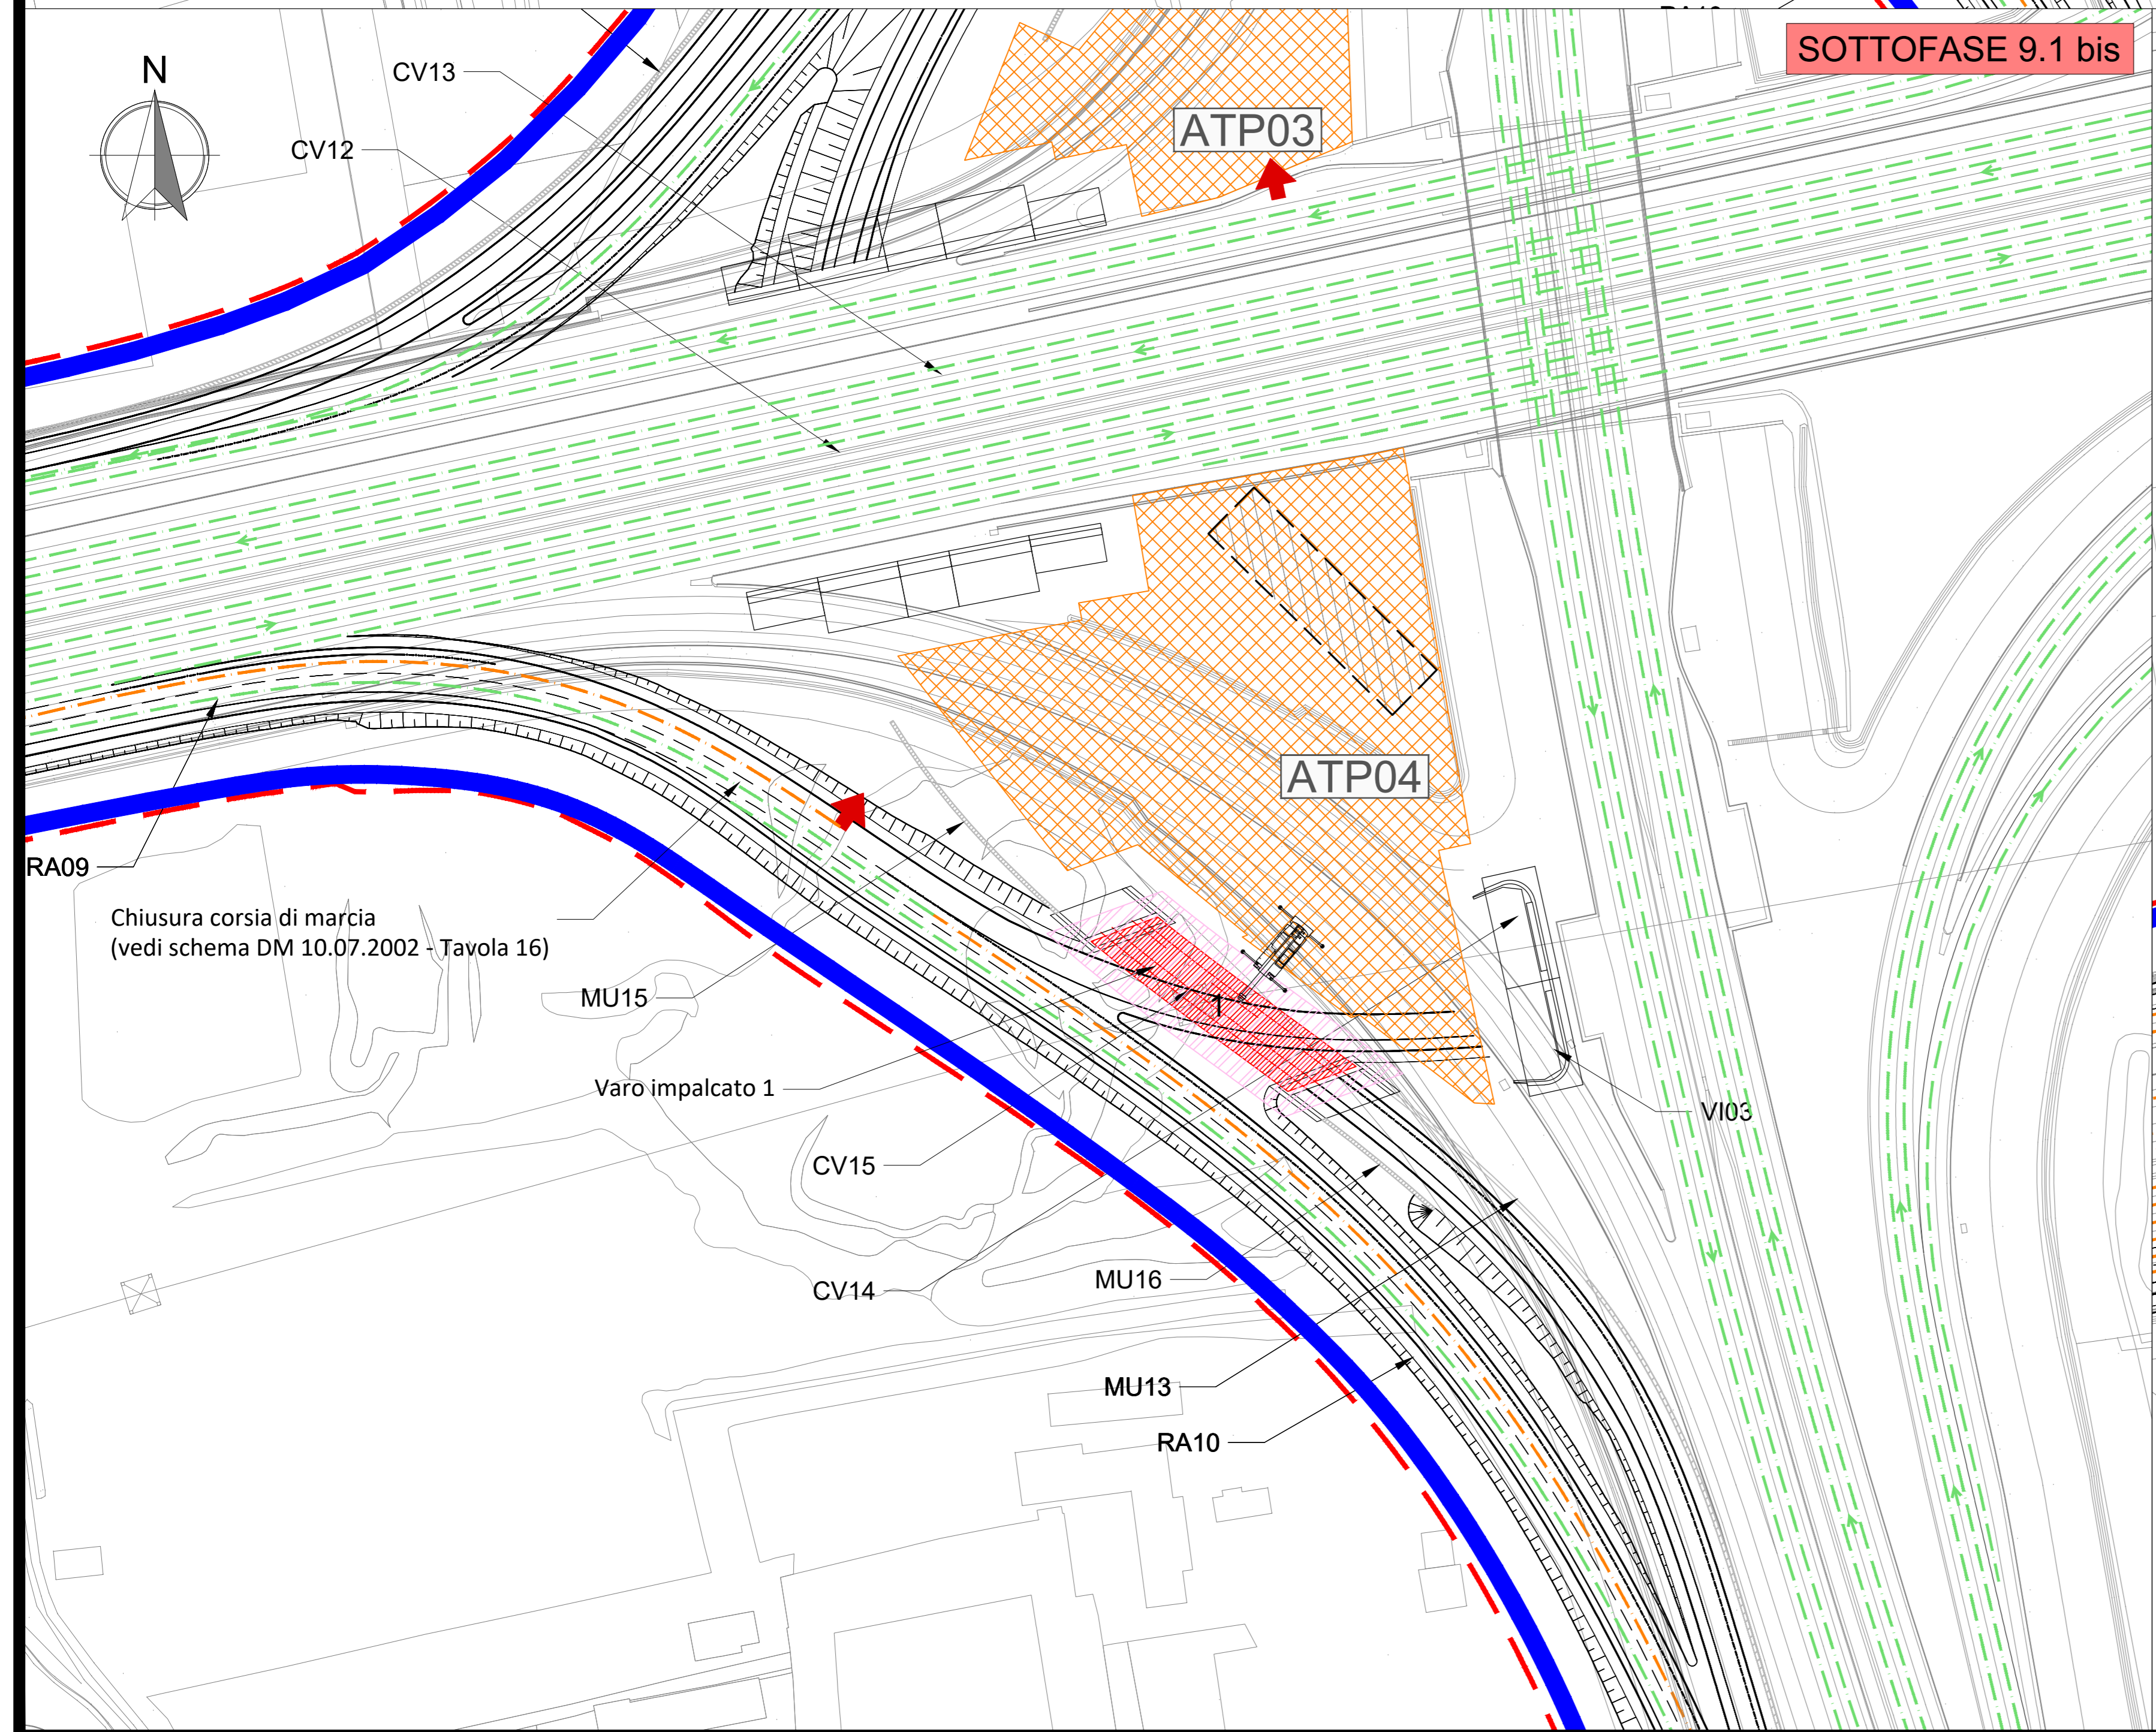 SOTTOFASE 9.1 bis
N
CV13
CV12
ATP03
ATP04
RA09
Chiusura corsia di marcia
(vedi schema DM 10.07.2002 - Tavola 16)
MU15
1
Varo impalcato 1
VI03
CV15
CV14
MU16
MU13
RA10